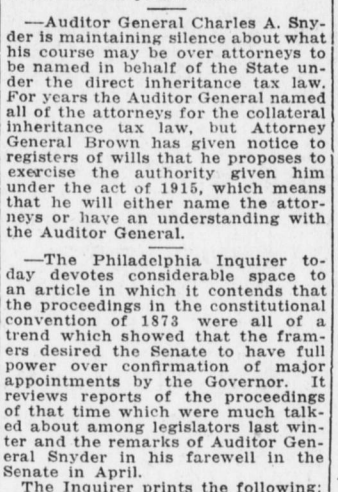 —Auditor General Charles A. Sny-
der is maintaining silence about what
his course may be over attorneys to
be named in behalf of the State un-
der the direct inheritance tax law.
For years the Auditor General named
all of the attorneys for the collateral
inheritance tax law, but Attorney
General Brown has given notice to
registers of wills that he proposes to
exercise the authority given him
under the act of 1915, which means
that he will either name the attor-
neys or have an understanding with
the Auditor General.
—The Philadelphia Inquirer to-
day devotes considerable space to
an article in which it contends that
the proceedings in the constitutional
convention of 1873 were all of a
trend which showed that the fram-
ers desired the Senate to have full
power over confirmation of major
appointments by the Governor. It
reviews reports of the proceedings
of that time which were much talk-
ed about among legislators last win-
ter and the remarks of Auditor Gen-
eral Snyder in his farewell in the
Senate in April.
The Inquirer prints the following: